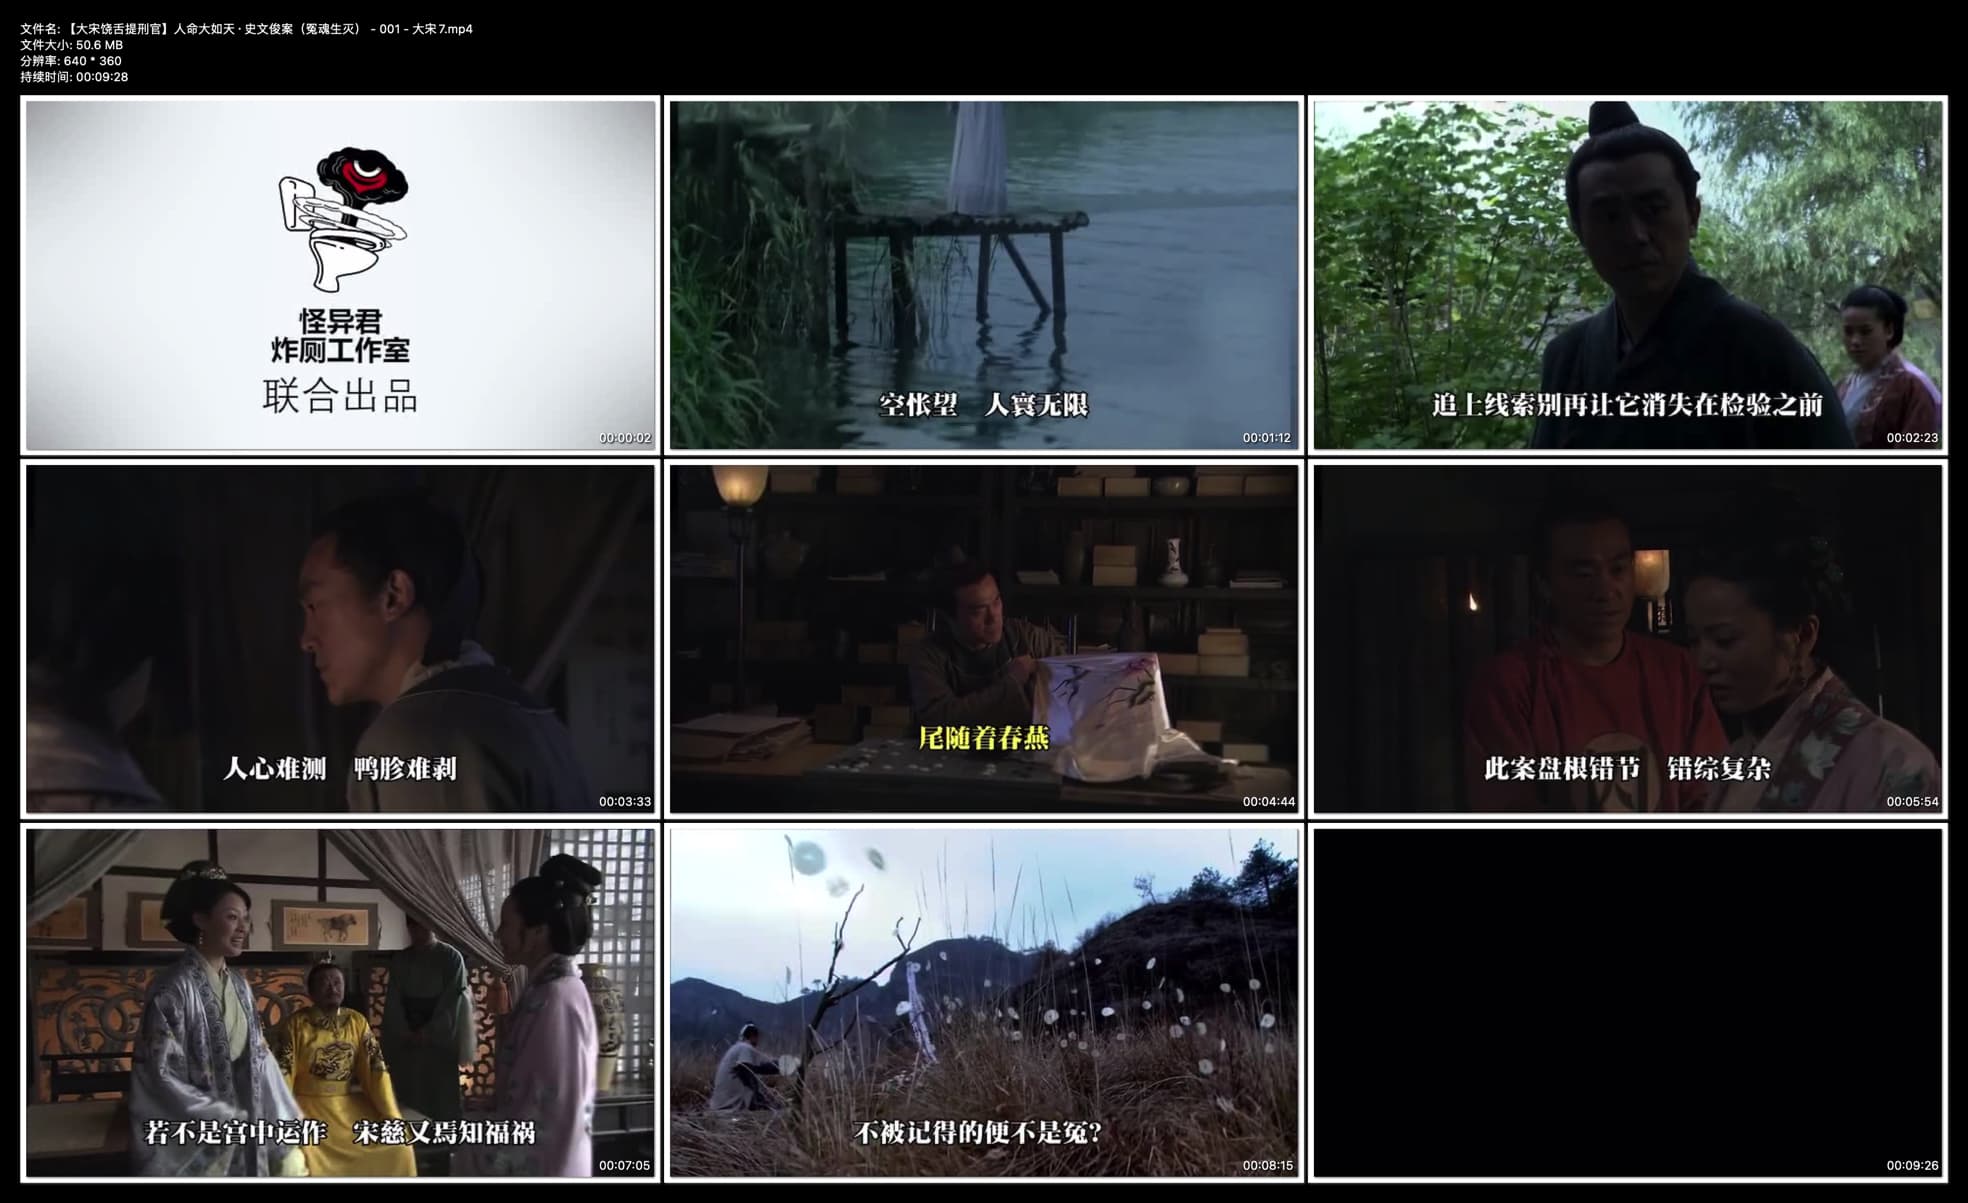 文件名: 【大宋饶舌提刑官】人命大如天 · 史文俊案（冤魂生灭） - 001 - 大宋7.mp4
文件大小: 50.6 MB
分辨率: 640 * 360
持续时间: 00:09:28
怪异君
炸厕工作室
联合出品
00:00:02
空怅望 人寰无限
00:01:12
追上线索别再让它消失在检验之前
00:02:23
人心难测 鸭胗难剥
00:03:33
尾随着春燕
00:04:44
此案盘根错节 错综复杂
00:05:54
若不是宫中运作 宋慈又焉知福祸
00:07:05
不被记得的便不是冤?
00:08:15
00:09:26